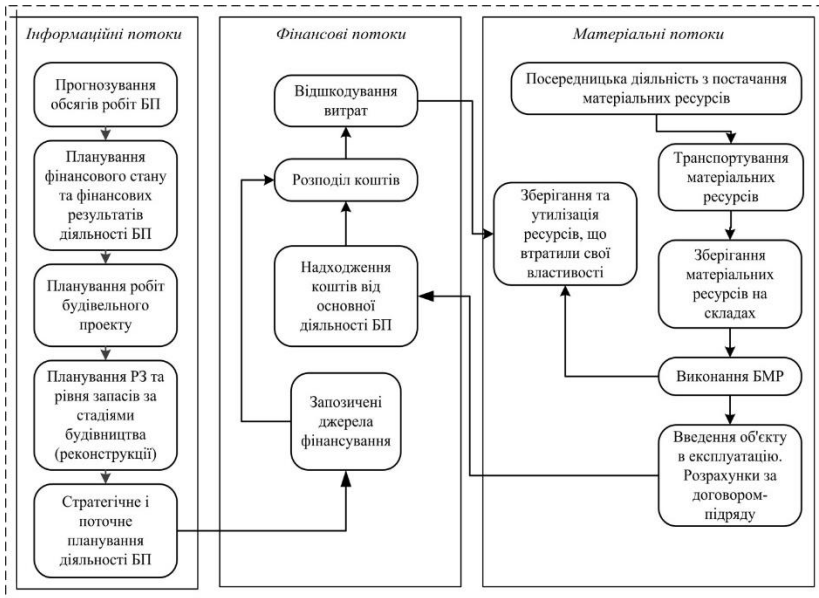 Інформаційні потоки
Прогнозування
обсягів робіт БП
Планування
фінансового стану
та фінансових
результатів
діяльності БП
Планування робіт
будівельного
проекту
Планування РЗ та
рівня запасів за
стадіями
будівництва
(реконструкції)
Стратегічне і
поточне
планування
діяльності БП
Фінансові потоки
Відшкодування
витрат
Розподіл коштів
Надходження
коштів від
основної
діяльності БП
Запозичені
джерела
фінансування
Матеріальні потоки
Посередницька діяльність з постачання
матеріальних ресурсів
Транспортування
матеріальних
ресурсів
Зберігання та
утилізація
ресурсів, що
втратили свої
властивості
Зберігання
матеріальних
ресурсів на
складах
Виконання БМР
Введення об'єкту
в експлуатацію.
Розрахунки за
договором-
підряду